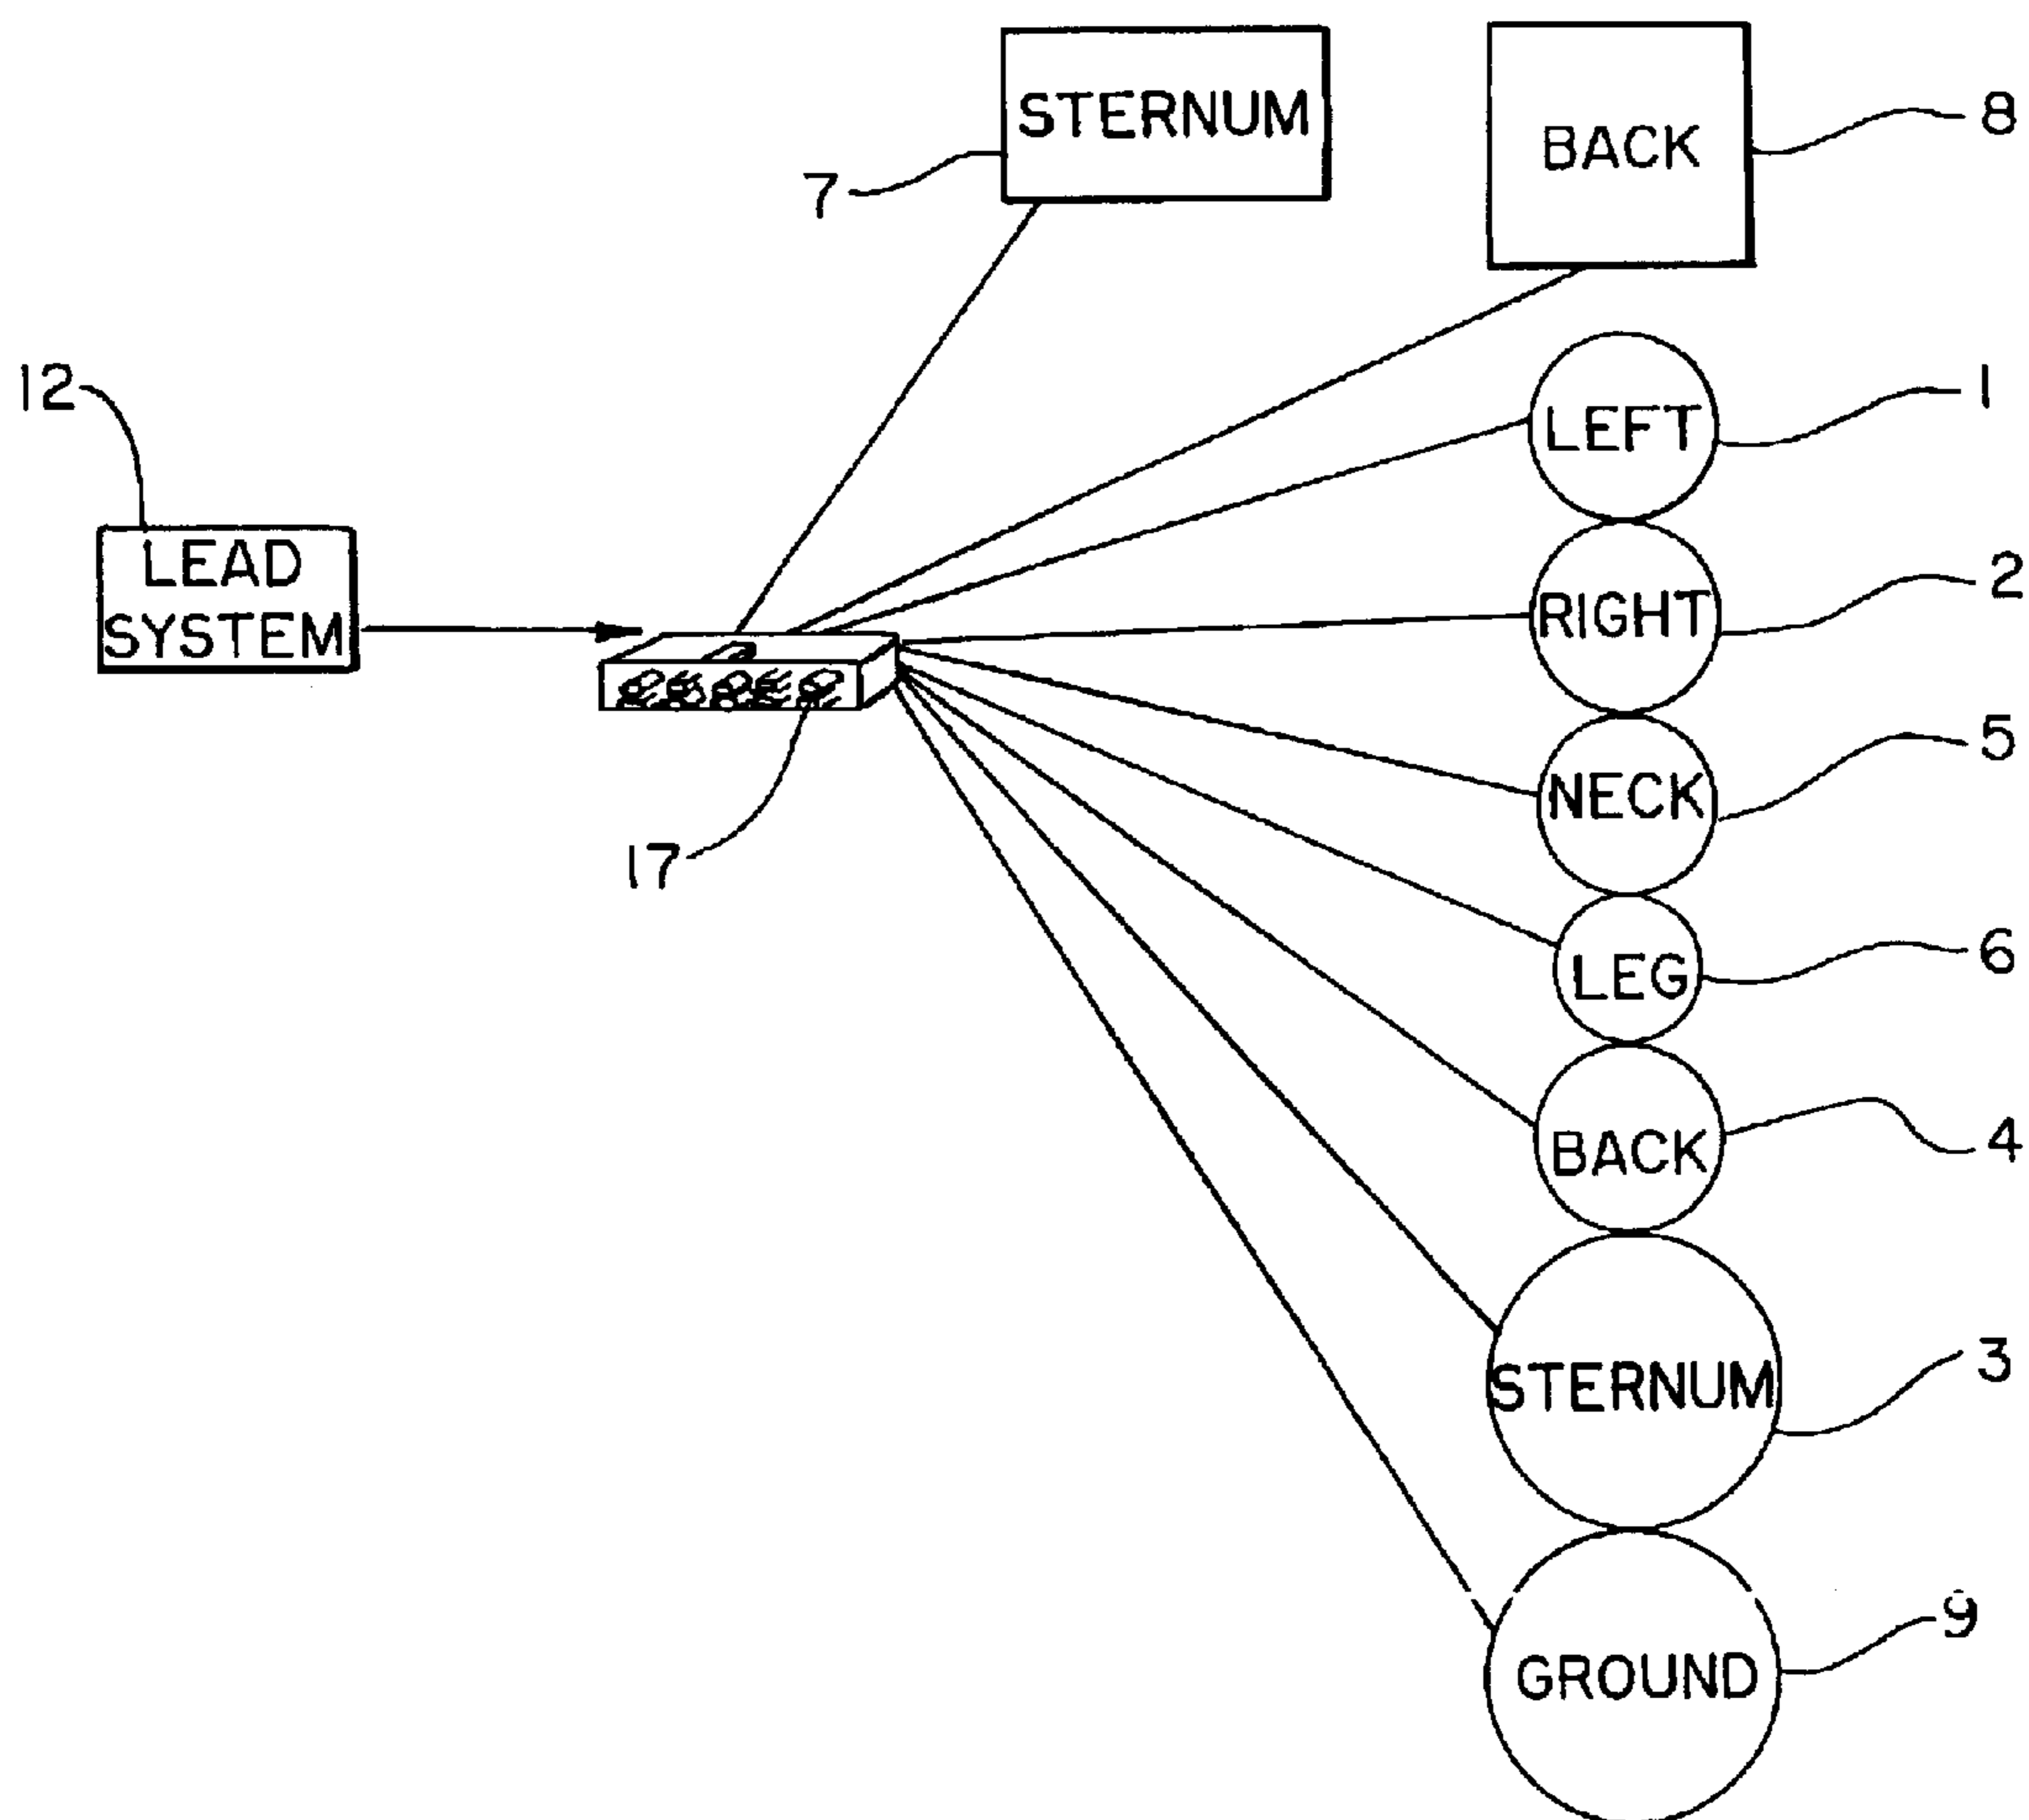 STERNUM
7
BACK
8
12
LEAD
SYSTEM
LEFT
1
RIGHT
2
17
NECK
5
LEG
6
BACK
4
STERNUM
3
GROUND
9